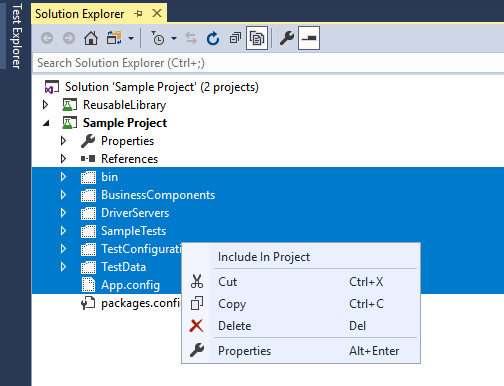 Test Explorer
Solution Explorer
Search Solution Explorer (Ctrl+;)
Solution 'Sample Project' (2 projects)
ReusableLibrary
Sample Project
Properties
References
bin
BusinessComponents
DriverServers
SampleTests
TestConfigurati
TestData
App.config
packages.config
Include In Project
Cut Ctrl+X
Copy Ctrl+C
Delete Del
Properties Alt+Enter